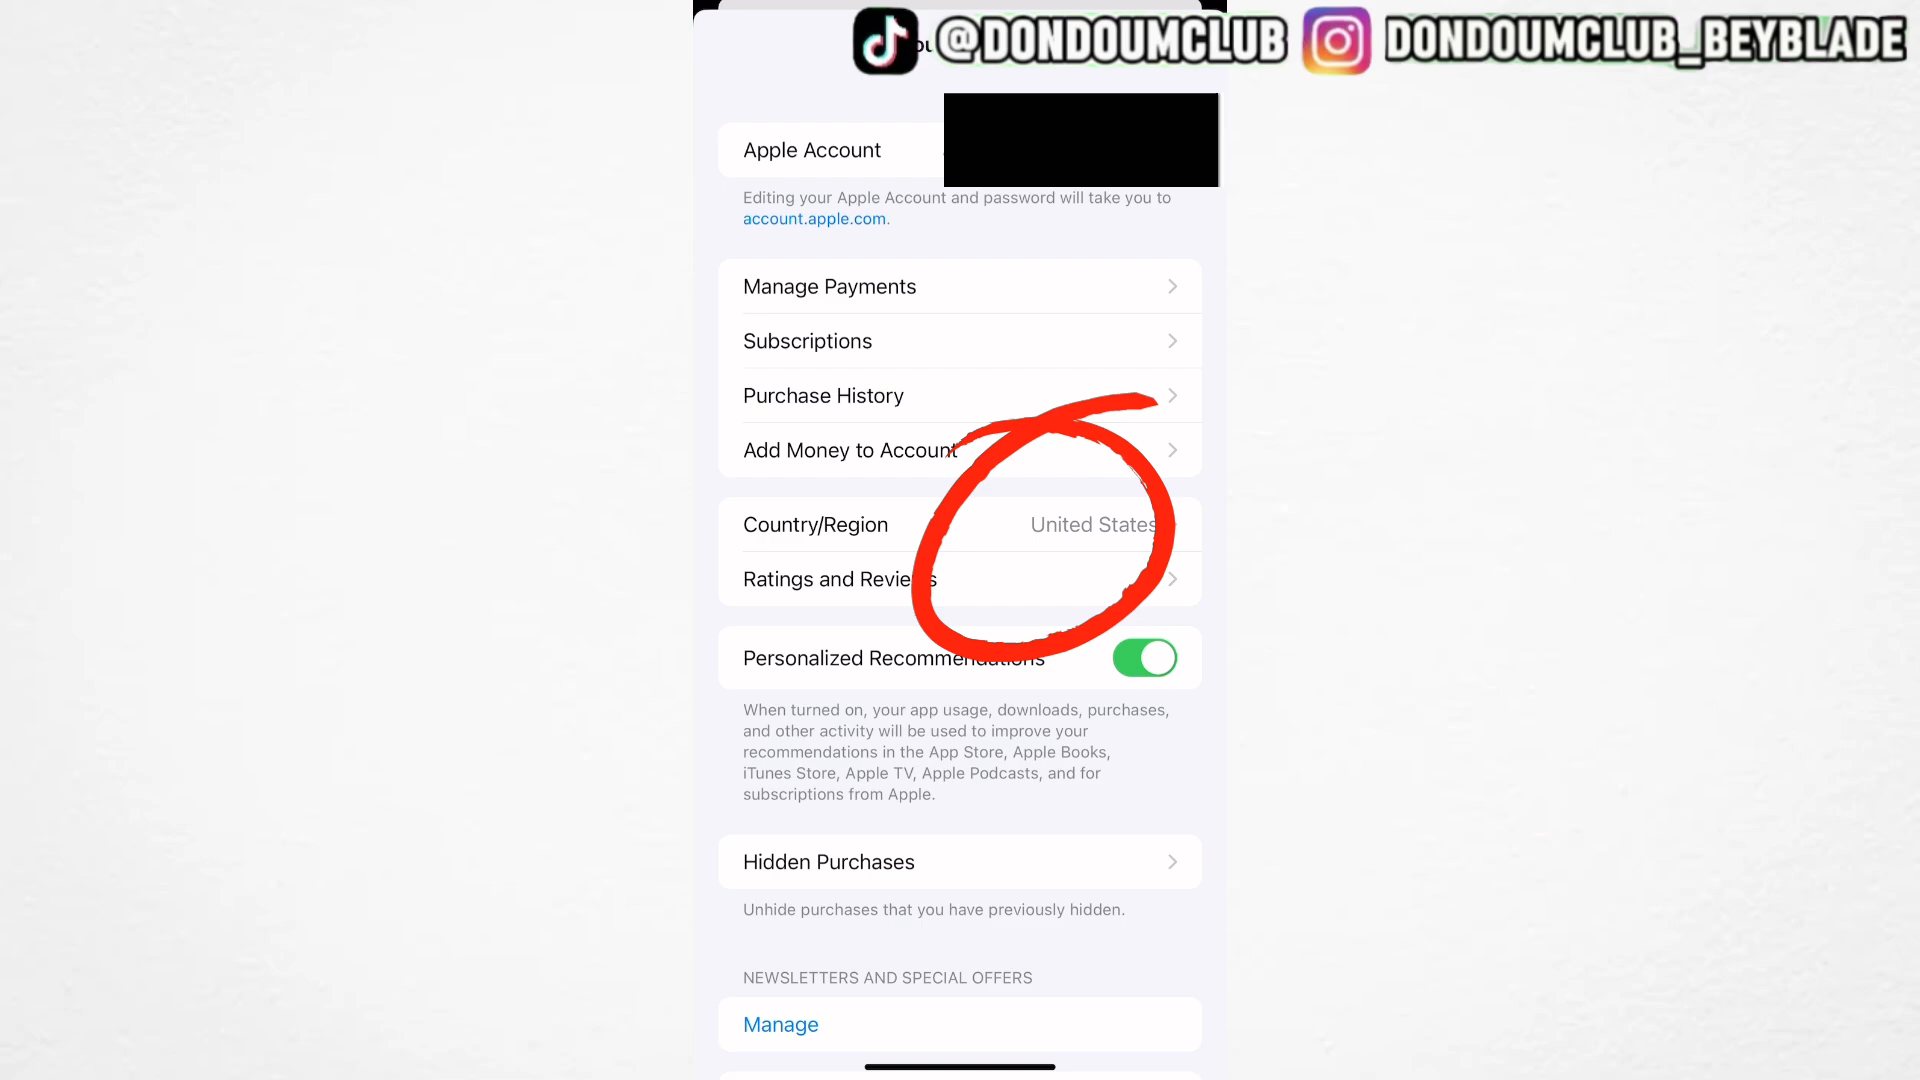 @DONDOUMCLUB DONDOUMCLUB_BEYBLADE
Apple Account
Editing your Apple Account and password will take you to
account.apple.com.
Manage Payments
Subscriptions
Purchase History
Add Money to Account
Country/Region United States
Ratings and Reviews
Personalized Recommendations
When turned on, your app usage, downloads, purchases,
and other activity will be used to improve your
recommendations in the App Store, Apple Books,
iTunes Store, Apple TV, Apple Podcasts, and for
subscriptions from Apple.
Hidden Purchases
Unhide purchases that you have previously hidden.
NEWSLETTERS AND SPECIAL OFFERS
Manage